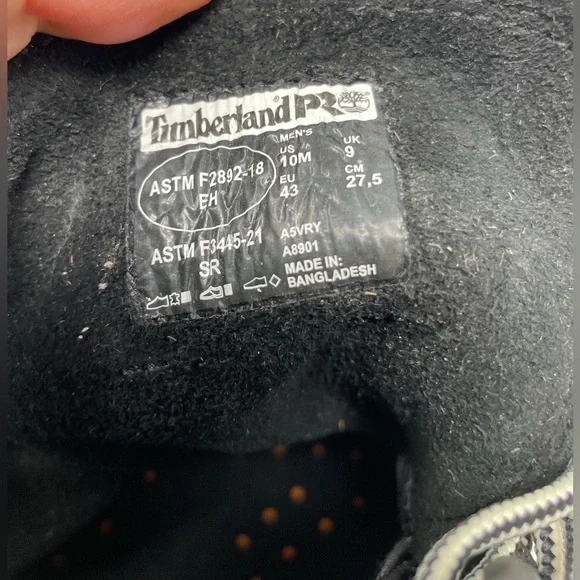 Timberland PRO
MEN'S
US UK
10M 9
EU CM
43 27,5
ASTM F2892-18
EH
ASTM F3445-21
SR
A5VRY
A8901
MADE IN:
BANGLADESH